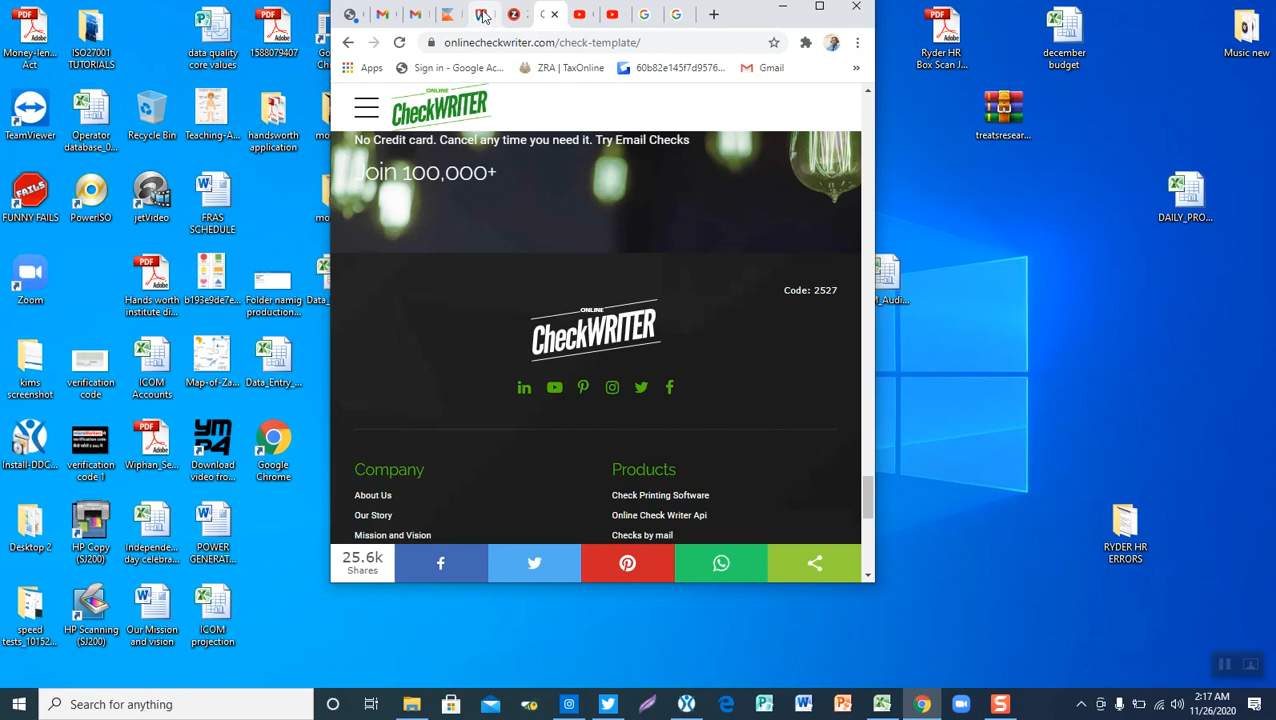 onlinecheckwriter.com/check-template/
Apps
Sign in - Google Ac...
ZRA | TaxOnline
60b82e145f7d9576...
Gmail
»
ONLINE
CheckWRITER
No Credit card. Cancel any time you need it. Try Email Checks
Join 100,000+
Code: 2527
ONLINE
CheckWRITER
Company
Products
About Us
Check Printing Software
Our Story
Online Check Writer Api
Mission and Vision
Checks by mail
25.6k
Shares
Money-len...
Act
ISO27001
TUTORIALS
data quality
core values
1588079407
TeamViewer
Operator
database_0...
Recycle Bin
Teaching-A...
handsworth
application
FUNNY FAILS
PowerISO
jetVideo
FRAS
SCHEDULE
Zoom
Hands worth
institute di...
b193e9de7e...
Folder namig
production...
Data_
kims
screenshot
verification
code
ICOM
Accounts
Map-of-Za...
Data_Entry_...
Install-DDC...
verification
code 1
Wiphan_Se...
Download
video fro...
Google
Chrome
Desktop 2
HP Copy
(SJ200)
Independe...
day celebra...
POWER
GENERAT...
speed
tests_10152...
HP Scanning
(SJ200)
Our Mission
and vision
ICOM
projection
Ryder HR
Box Scan J...
december
budget
Music new
treatsresear...
DAILY_PRO...
M_Audi...
RYDER HR
ERRORS
Search for anything
2:17 AM
11/26/2020